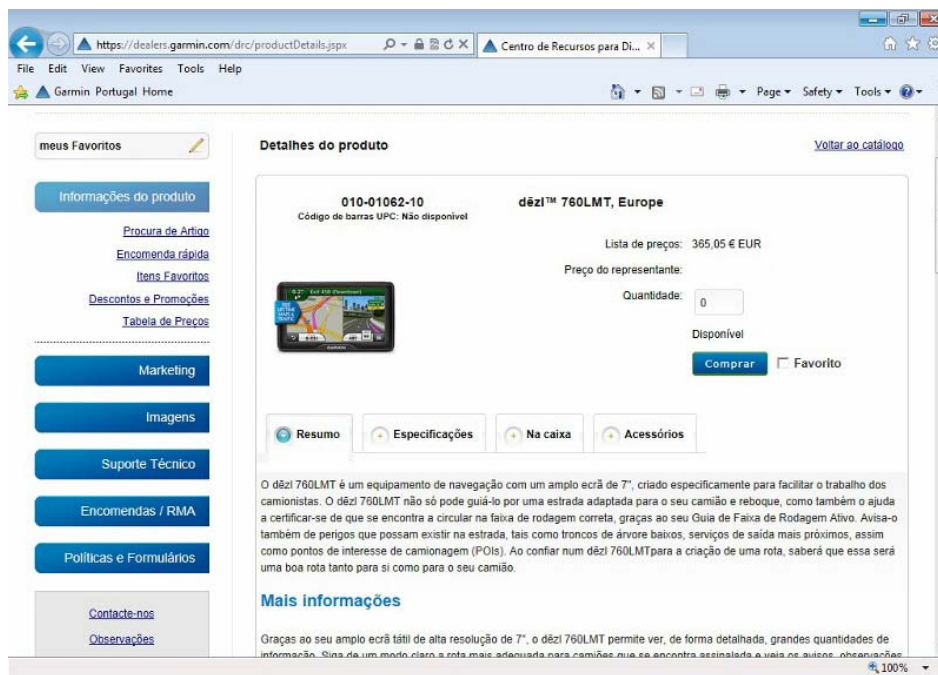 https://dealers.garmin.com/drc/productDetails.jspx
Centro de Recursos para Di...
File Edit View Favorites Tools Help
Garmin Portugal Home
Page Safety Tools
meus Favoritos
Detalhes do produto
Voltar ao catálogo
Informações do produto
Procura de Artigo
Encomenda rápida
Itens Favoritos
Descontos e Promoções
Tabela de Preços
Marketing
Imagens
Suporte Técnico
Encomendas / RMA
Políticas e Formulários
Contacte-nos
Observações
010-01062-10
Código de barras UPC: Não disponível
dēzl™ 760LMT, Europe
Lista de preços: 365,05 € EUR
Preço do representante:
Quantidade: 0
Disponível
Comprar Favorito
Resumo Especificações Na caixa Acessórios
O dēzl 760LMT é um equipamento de navegação com um amplo ecrã de 7", criado especificamente para facilitar o trabalho dos
camionistas. O dēzl 760LMT não só pode guiá-lo por uma estrada adaptada para o seu camião e reboque, como também o ajuda
a certificar-se de que se encontra a circular na faixa de rodagem correta, graças ao seu Guia de Faixa de Rodagem Ativo. Avisa-o
também de perigos que possam existir na estrada, tais como troncos de árvore baixos, serviços de saída mais próximos, assim
como pontos de interesse de camionagem (POIs). Ao confiar num dēzl 760LMTpara a criação de uma rota, saberá que essa será
uma boa rota tanto para si como para o seu camião.
Mais informações
Graças ao seu amplo ecrã tátil de alta resolução de 7", o dēzl 760LMT permite ver, de forma detalhada, grandes quantidades de
informação. Siga de um modo claro a rota mais adequada para camiões que se encontra assinalada e veja os avisos, observações
100%